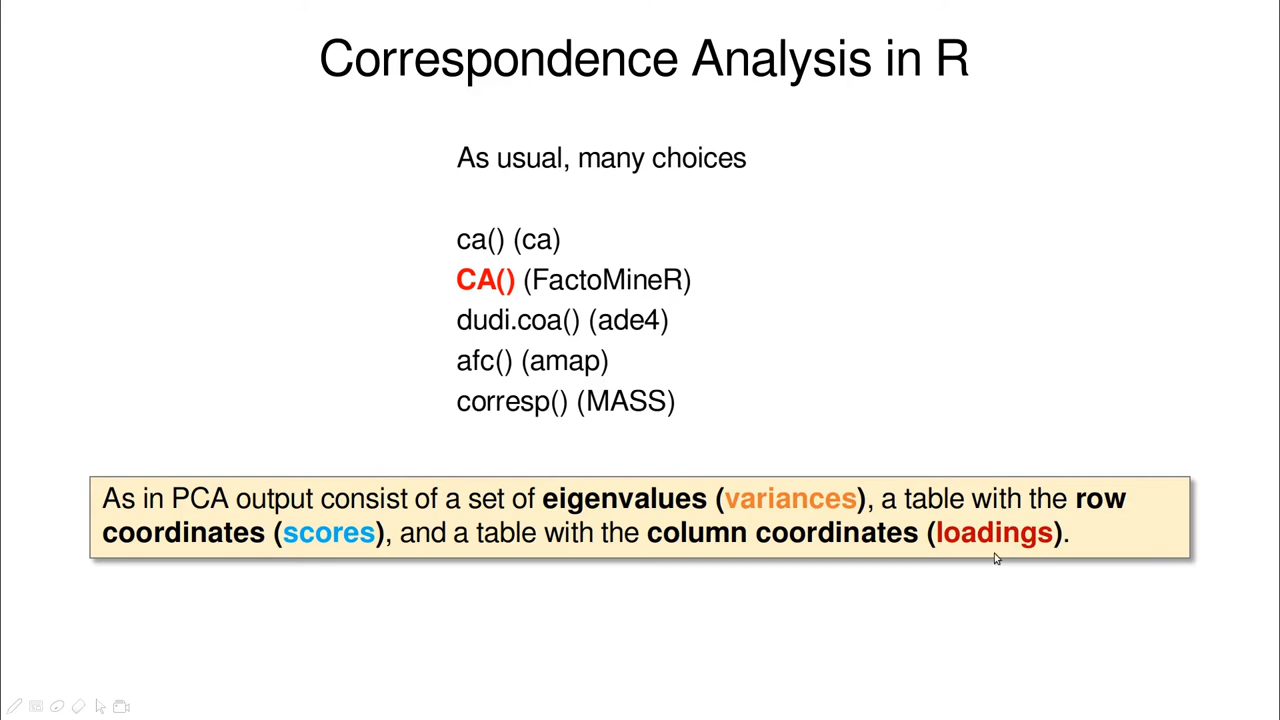 Correspondence Analysis in R
As usual, many choices
ca() (ca)
CA() (FactoMineR)
dudi.coa() (ade4)
afc() (amap)
corresp() (MASS)
As in PCA output consist of a set of eigenvalues (variances), a table with the row
coordinates (scores), and a table with the column coordinates (loadings).